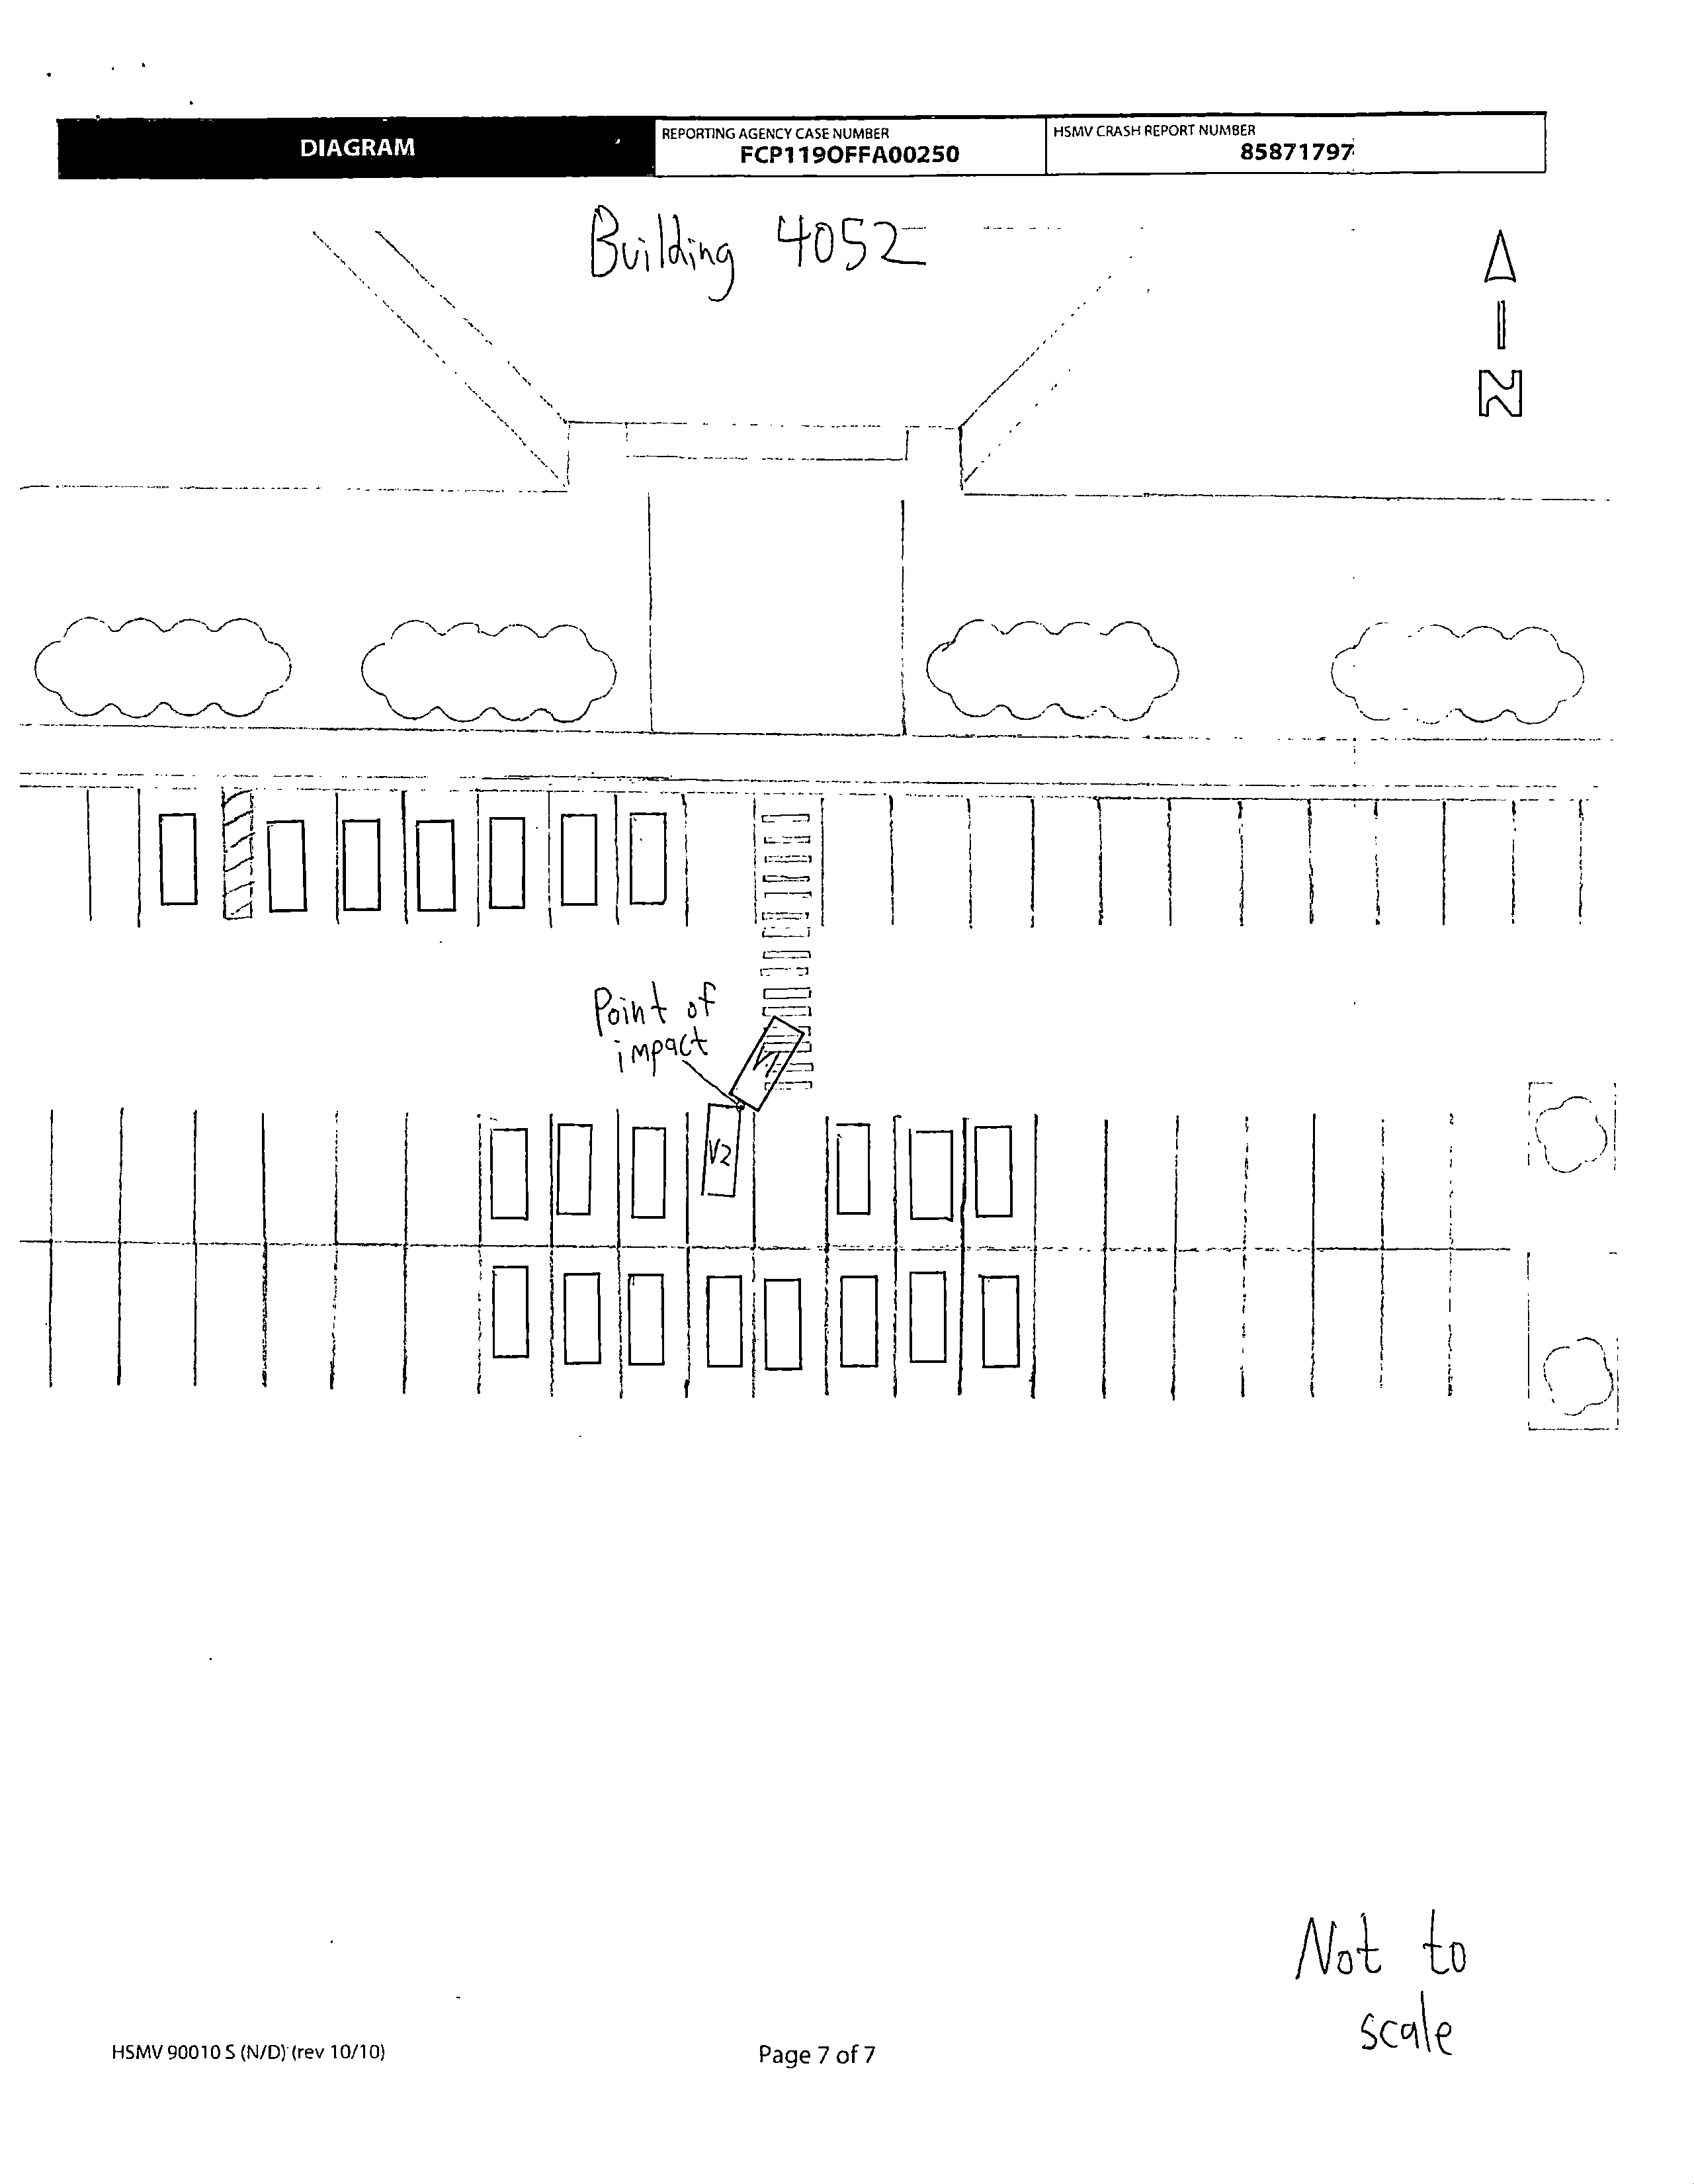 DIAGRAM
REPORTING AGENCY CASE NUMBER
FCP119OFFA00250
HSMV CRASH REPORT NUMBER
85871797
Building 4052
N
Point of
impact
V1
V2
Not to
scale
HSMV 90010 S (N/D) (rev 10/10)
Page 7 of 7